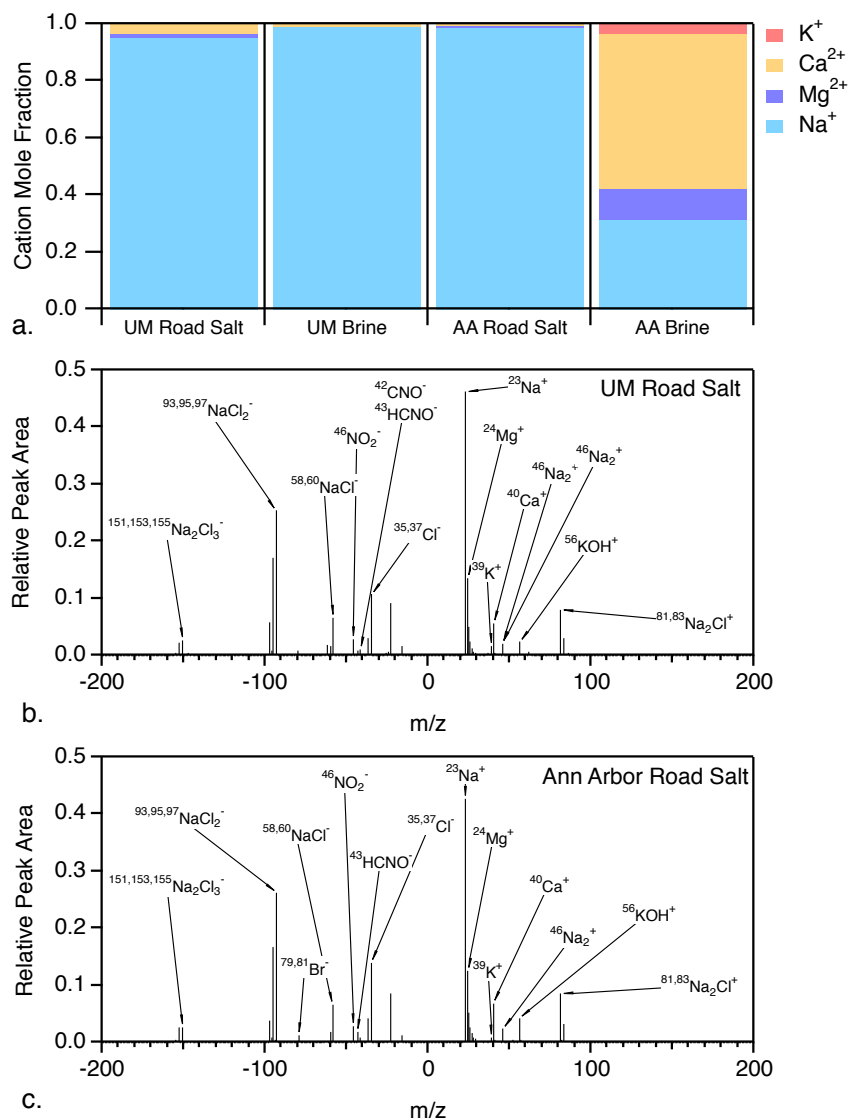 1.0
0.8
0.6
0.4
0.2
0.0
Cation Mole Fraction
K+
Ca2+
Mg2+
Na+
UM Road Salt
UM Brine
AA Road Salt
AA Brine
a.
0.5
0.4
0.3
0.2
0.1
0.0
Relative Peak Area
UM Road Salt
151,153,155Na2Cl3-
93,95,97NaCl2-
58,60NaCl-
46NO2-
42CNO-
43HCNO-
35,37Cl-
23Na+
24Mg+
39K+
40Ca+
46Na2+
46Na2+
56KOH+
81,83Na2Cl+
-200
-100
0
100
200
m/z
b.
0.5
0.4
0.3
0.2
0.1
0.0
Relative Peak Area
Ann Arbor Road Salt
151,153,155Na2Cl3-
93,95,97NaCl2-
79,81Br-
58,60NaCl-
46NO2-
43HCNO-
35,37Cl-
23Na+
24Mg+
39K+
40Ca+
46Na2+
56KOH+
81,83Na2Cl+
-200
-100
0
100
200
m/z
c.